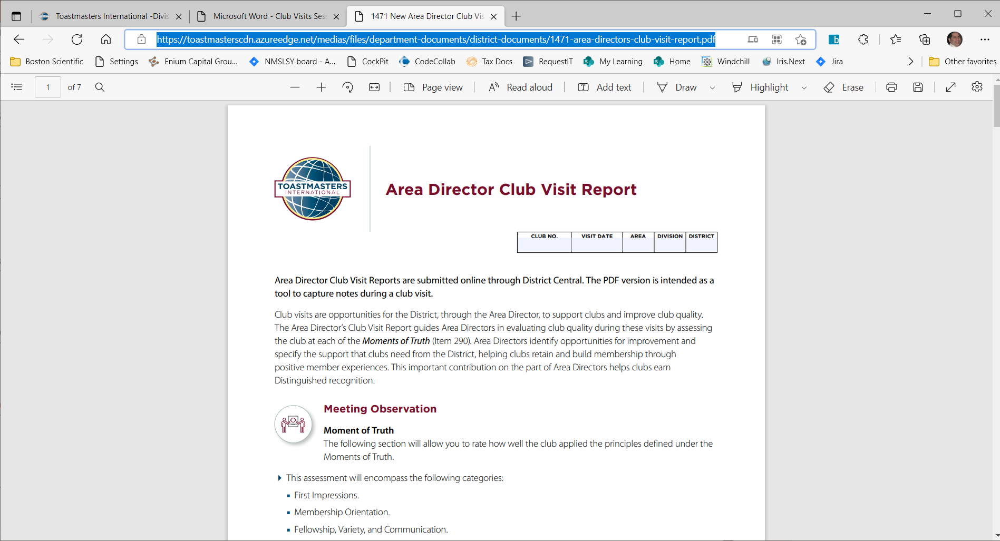 Toastmasters International -Divis
Microsoft Word - Club Visits Ses
1471 New Area Director Club Vis
https://toastmasterscdn.azureedge.net/medias/files/department-documents/district-documents/1471-area-directors-club-visit-report.pdf
b
Boston Scientific
Settings
Enium Capital Grou...
NMSLSY board - A...
CockPit
CodeCollab
Tax Docs
RequestIT
My Learning
Home
Windchill
Iris.Next
Jira
Other favorites
1 of 7
Page view
Read aloud
Add text
Draw
Highlight
Erase
TOASTMASTERS
INTERNATIONAL
Area Director Club Visit Report
CLUB NO. VISIT DATE AREA DIVISION DISTRICT
Area Director Club Visit Reports are submitted online through District Central. The PDF version is intended as a
tool to capture notes during a club visit.
Club visits are opportunities for the District, through the Area Director, to support clubs and improve club quality.
The Area Director’s Club Visit Report guides Area Directors in evaluating club quality during these visits by assessing
the club at each of the Moments of Truth (Item 290). Area Directors identify opportunities for improvement and
specify the support that clubs need from the District, helping clubs retain and build membership through
positive member experiences. This important contribution on the part of Area Directors helps clubs earn
Distinguished recognition.
Meeting Observation
Moment of Truth
The following section will allow you to rate how well the club applied the principles defined under the
Moments of Truth.
This assessment will encompass the following categories:
First Impressions.
Membership Orientation.
Fellowship, Variety, and Communication.